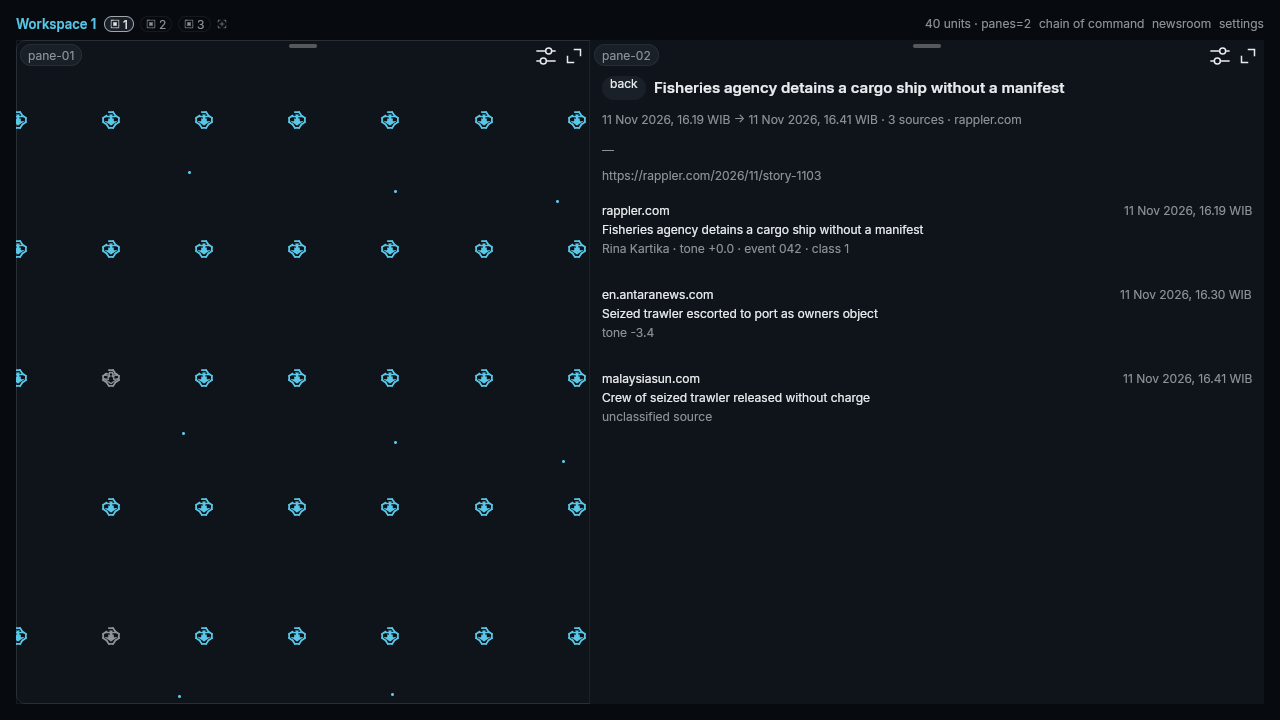 Workspace 1
1
2
3
40 units · panes=2 chain of command newsroom settings
pane-01
pane-02
back Fisheries agency detains a cargo ship without a manifest
11 Nov 2026, 16.19 WIB → 11 Nov 2026, 16.41 WIB · 3 sources · rappler.com
—
https://rappler.com/2026/11/story-1103
rappler.com 11 Nov 2026, 16.19 WIB
Fisheries agency detains a cargo ship without a manifest
Rina Kartika · tone +0.0 · event 042 · class 1
en.antaranews.com 11 Nov 2026, 16.30 WIB
Seized trawler escorted to port as owners object
tone -3.4
malaysiasun.com 11 Nov 2026, 16.41 WIB
Crew of seized trawler released without charge
unclassified source